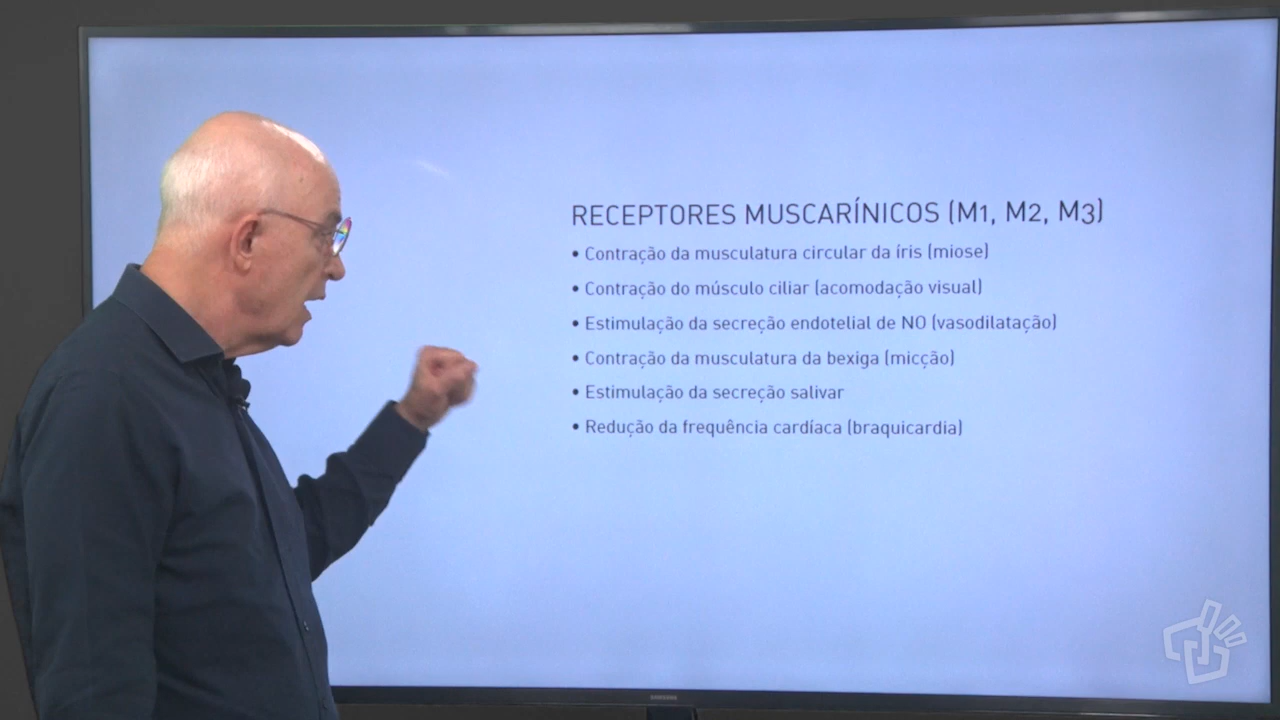 RECEPTORES MUSCARÍNICOS (M1, M2, M3)
• Contração da musculatura circular da íris (miose)
• Contração do músculo ciliar (acomodação visual)
• Estimulação da secreção endotelial de NO (vasodilatação)
• Contração da musculatura da bexiga (micção)
• Estimulação da secreção salivar
• Redução da frequência cardíaca (braquicardia)
SAMSUNG